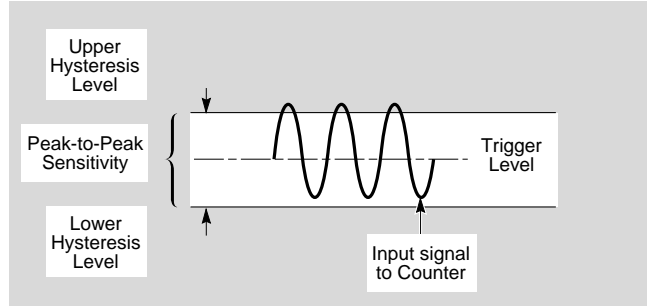 Upper
Hysteresis
Level
Peak-to-Peak
Sensitivity
Trigger
Level
Lower
Hysteresis
Level
Input signal
to Counter